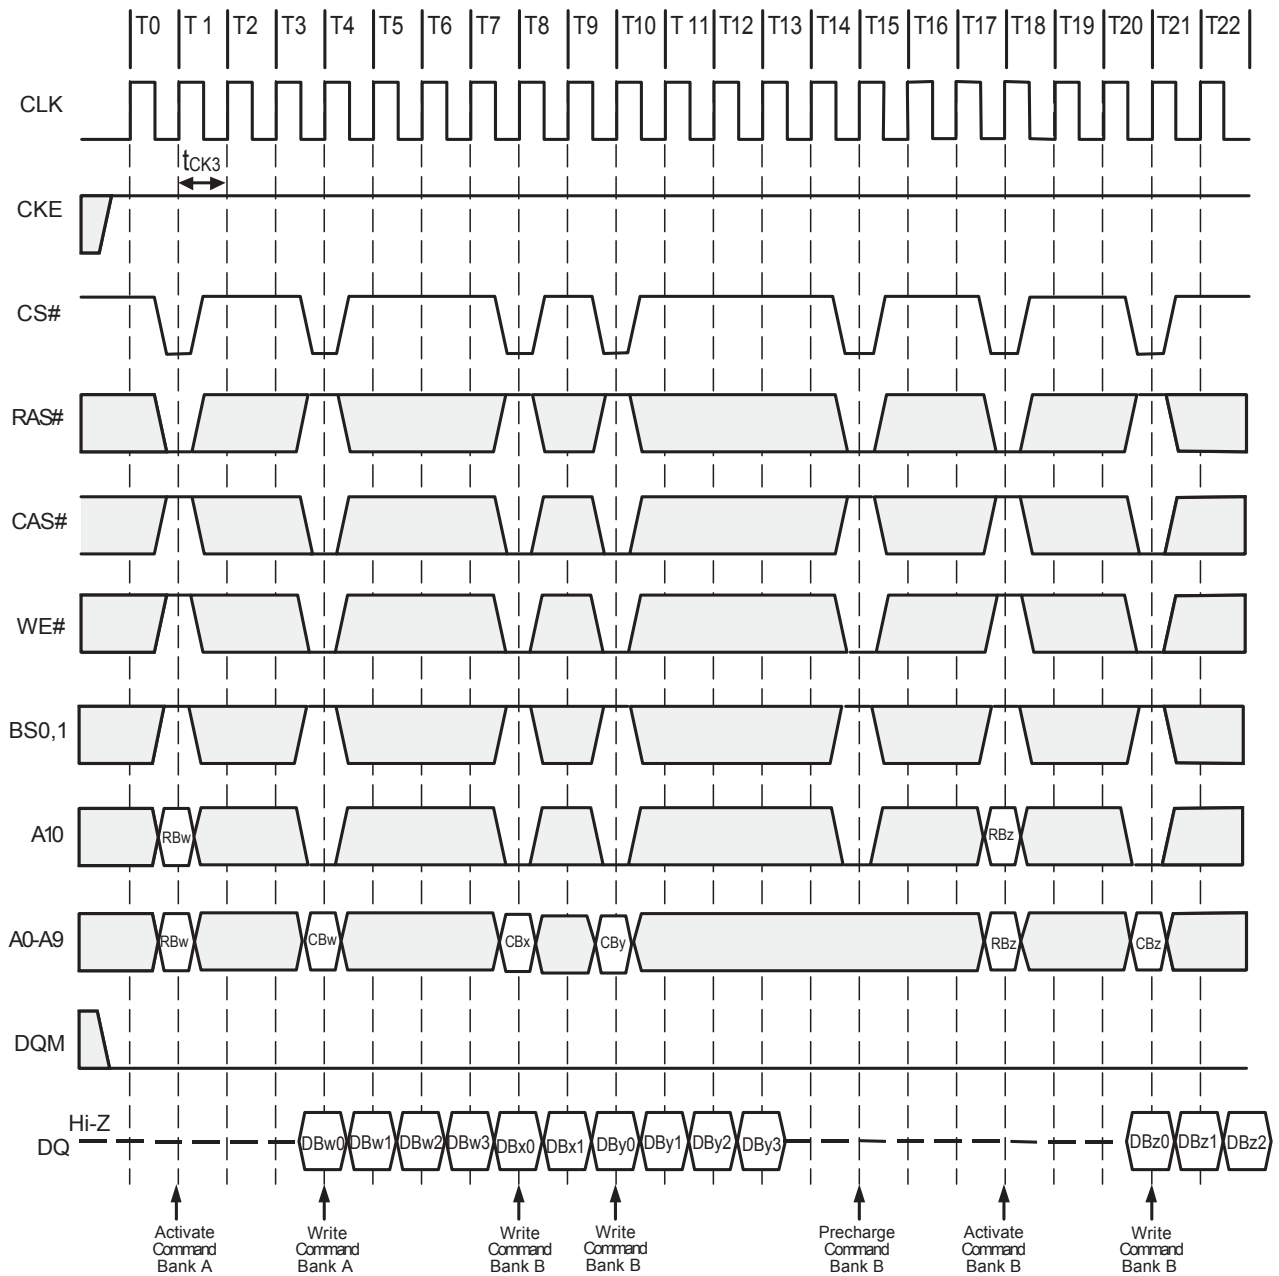 T0 T 1 T2 T3 T4 T5 T6 T7 T8 T9 T10 T 11 T12 T13 T14 T15 T16 T17 T18 T19 T20 T21 T22
CLK
tCK3
CKE
CS#
RAS#
CAS#
WE#
BS0,1
A10
RBw RBz
A0-A9
RBw CBw CBx CBy RBz CBz
DQM
Hi-Z
DQ
DBw0 DBw1 DBw2 DBw3 DBx0 DBx1 DBy0 DBy1 DBy2 DBy3 DBz0 DBz1 DBz2
Activate
Command
Bank A
Write
Command
Bank A
Write
Command
Bank B
Write
Command
Bank B
Precharge
Command
Bank B
Activate
Command
Bank B
Write
Command
Bank B